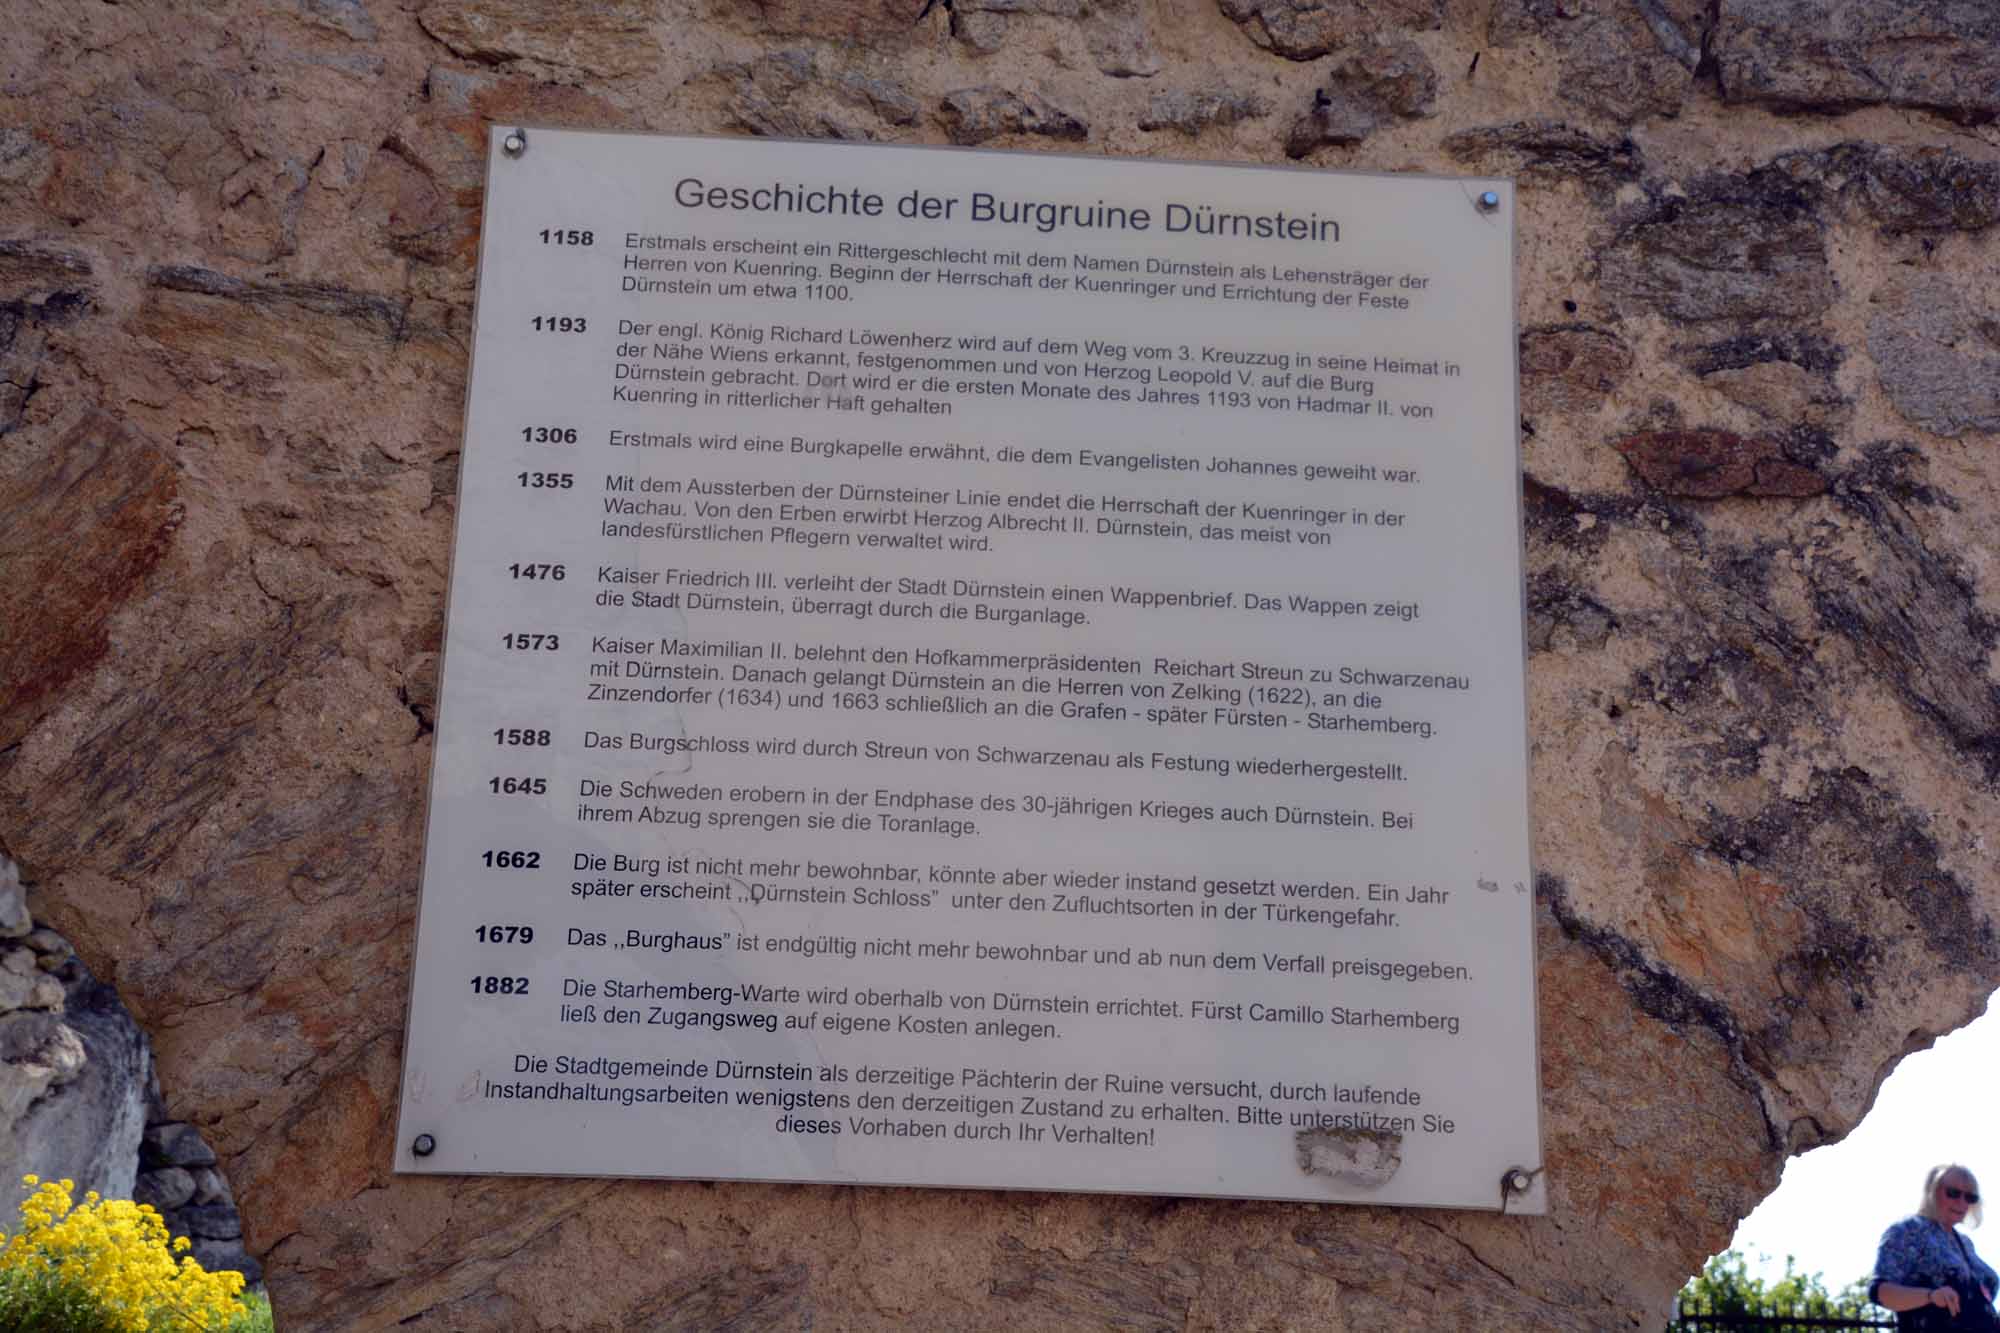 Geschichte der Burgruine Dürnstein
1158 Erstmals erscheint ein Rittergeschlecht mit dem Namen Dürnstein als Lehensträger der
Herren von Kuenring. Beginn der Herrschaft der Kuenringer und Errichtung der Feste
Dürnstein um etwa 1100.
1193 Der engl. König Richard Löwenherz wird auf dem Weg vom 3. Kreuzzug in seine Heimat in
der Nähe Wiens erkannt, festgenommen und von Herzog Leopold V. auf die Burg
Dürnstein gebracht. Dort wird er die ersten Monate des Jahres 1193 von Hadmar II. von
Kuenring in ritterlicher Haft gehalten
1306 Erstmals wird eine Burgkapelle erwähnt, die dem Evangelisten Johannes geweiht war.
1355 Mit dem Aussterben der Dürnsteiner Linie endet die Herrschaft der Kuenringer in der
Wachau. Von den Erben erwirbt Herzog Albrecht II. Dürnstein, das meist von
landesfürstlichen Pflegern verwaltet wird.
1476 Kaiser Friedrich III. verleiht der Stadt Dürnstein einen Wappenbrief. Das Wappen zeigt
die Stadt Dürnstein, überragt durch die Burganlage.
1573 Kaiser Maximilian II. belehnt den Hofkammerpräsidenten Reichart Streun zu Schwarzenau
mit Dürnstein. Danach gelangt Dürnstein an die Herren von Zelking (1622), an die
Zinzendorfer (1634) und 1663 schließlich an die Grafen - später Fürsten - Starhemberg.
1588 Das Burgschloss wird durch Streun von Schwarzenau als Festung wiederhergestellt.
1645 Die Schweden erobern in der Endphase des 30-jährigen Krieges auch Dürnstein. Bei
ihrem Abzug sprengen sie die Toranlage.
1662 Die Burg ist nicht mehr bewohnbar, könnte aber wieder instand gesetzt werden. Ein Jahr
später erscheint ,,Dürnstein Schloss” unter den Zufluchtsorten in der Türkengefahr.
1679 Das ,,Burghaus” ist endgültig nicht mehr bewohnbar und ab nun dem Verfall preisgegeben.
1882 Die Starhemberg-Warte wird oberhalb von Dürnstein errichtet. Fürst Camillo Starhemberg
ließ den Zugangsweg auf eigene Kosten anlegen.
Die Stadtgemeinde Dürnstein als derzeitige Pächterin der Ruine versucht, durch laufende
Instandhaltungsarbeiten wenigstens den derzeitigen Zustand zu erhalten. Bitte unterstützen Sie
dieses Vorhaben durch Ihr Verhalten!